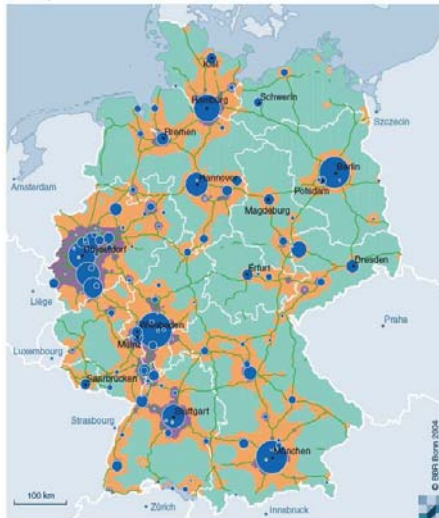 Kiel
Hamburg
Schwerin
Szczecin
Bremen
Amsterdam
Hannover
Berlin
Potsdam
Magdeburg
Düsseldorf
Dresden
Erfurt
Liège
Wiesbaden
Mainz
Praha
Luxembourg
Saarbrücken
Strasbourg
Stuttgart
München
© BBR Bonn 2004
100 km
Zürich
Innsbruck